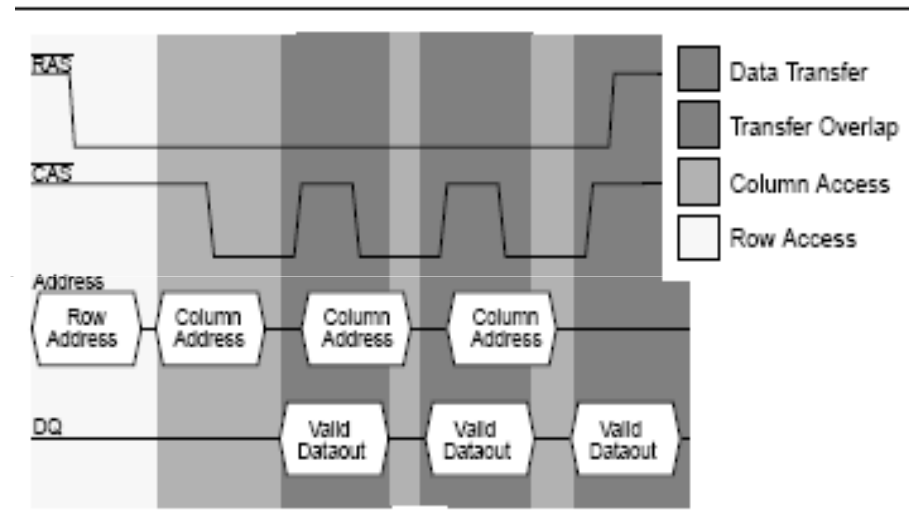 RAS
Data Transfer
Transfer Overlap
CAS
Column Access
Row Access
Address
Row
Address
Column
Address
Column
Address
Column
Address
DQ
Valid
Dataout
Valid
Dataout
Valid
Dataout